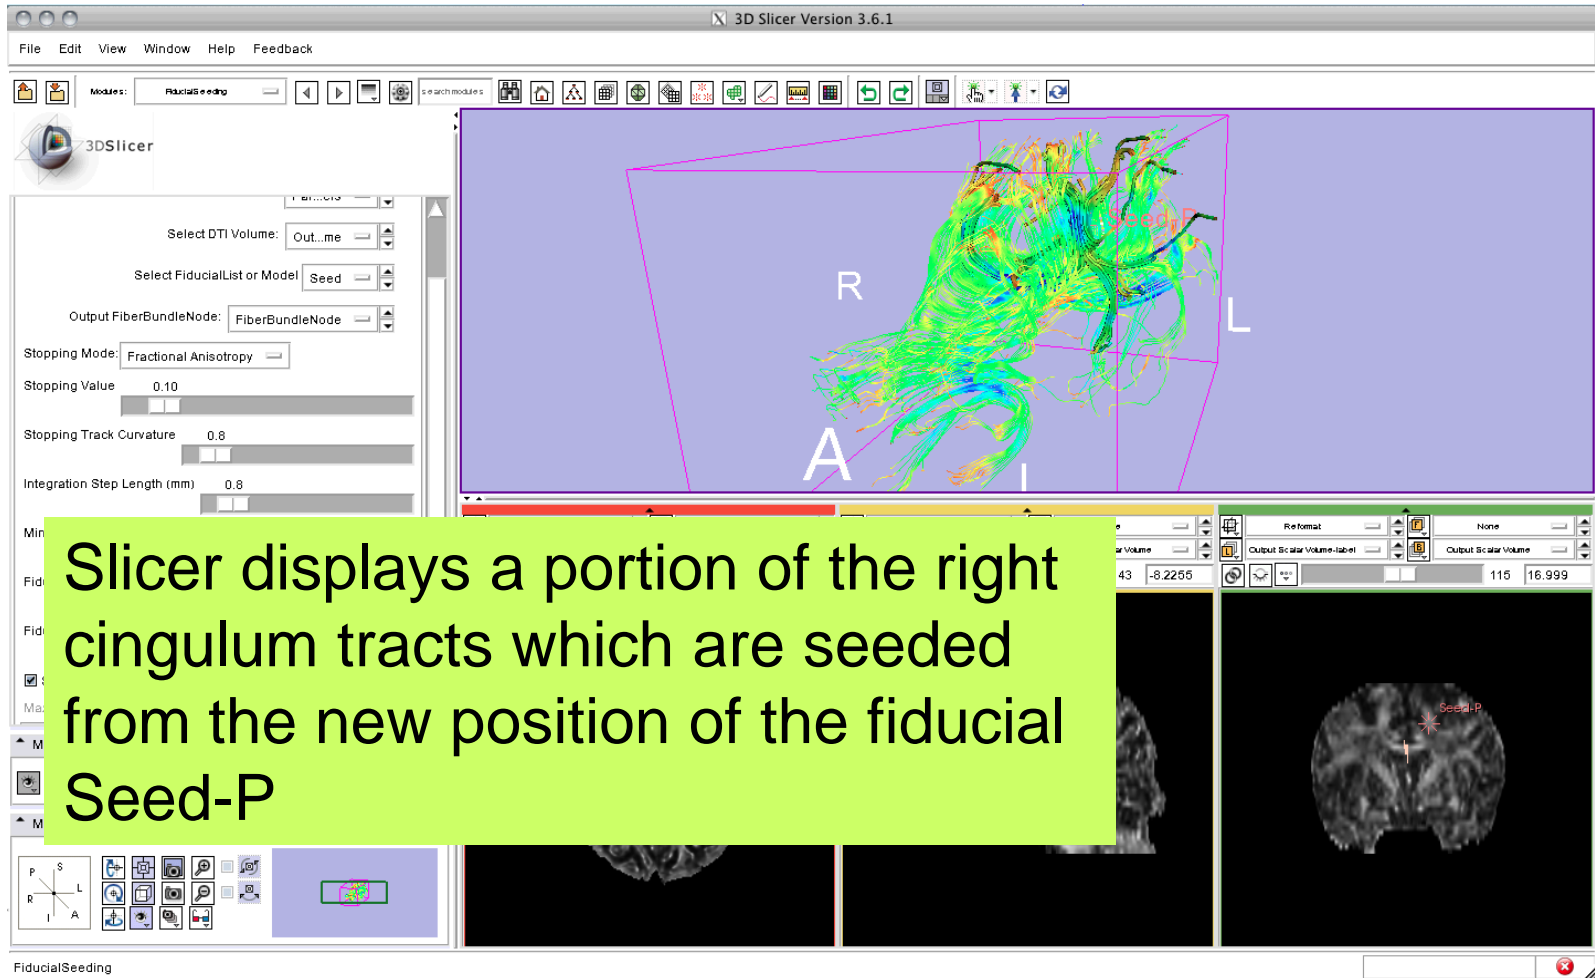 3D Slicer Version 3.6.1
File Edit View Window Help Feedback
Modules: FiducialSeeding search modules
3DSlicer
Select DTI Volume: Out...me
Select FiducialList or Model Seed
Output FiberBundleNode: FiberBundleNode
Stopping Mode: Fractional Anisotropy
Stopping Value 0.10
Stopping Track Curvature 0.8
Integration Step Length (mm) 0.8
Seed-P
R
L
A
I
Reformat None
Output Scalar Volume-label Output Scalar Volume
43 -8.2255
115 16.999
Slicer displays a portion of the right
cingulum tracts which are seeded
from the new position of the fiducial
Seed-P
Seed-P
P S
R L
I A
FiducialSeeding